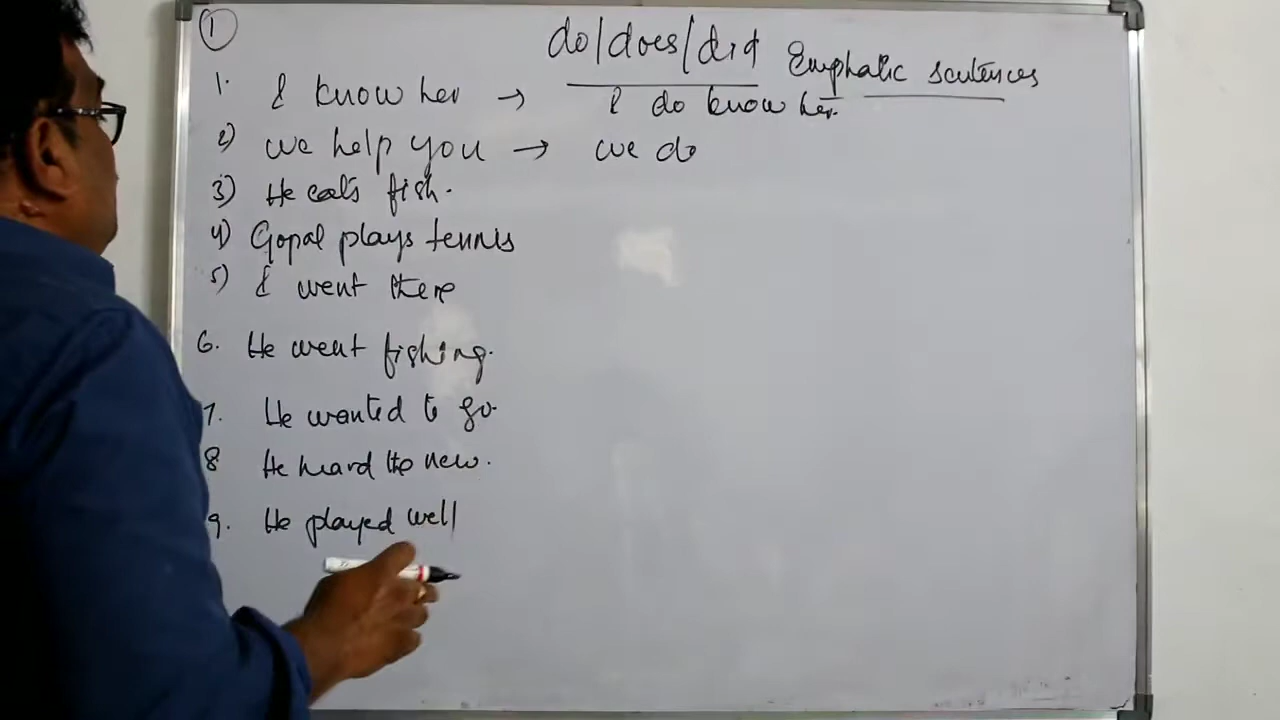 ①
do/does/did Emphatic sentences
1. I know her → I do know her.
2) we help you → we do
3) He eats fish.
4) Gopal plays tennis
5) I went there
6. He went fishing.
7. He wanted to go.
8 He heard the new.
9. He played well